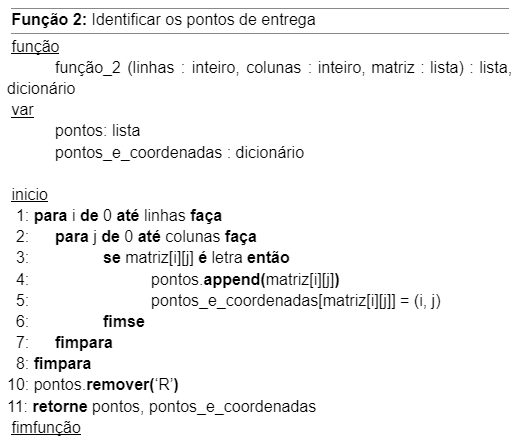 Função 2: Identificar os pontos de entrega
função
função_2 (linhas : inteiro, colunas : inteiro, matriz : lista) : lista,
dicionário
var
pontos: lista
pontos_e_coordenadas : dicionário
inicio
1: para i de 0 até linhas faça
2: para j de 0 até colunas faça
3: se matriz[i][j] é letra então
4: pontos.append(matriz[i][j])
5: pontos_e_coordenadas[matriz[i][j]] = (i, j)
6: fimse
7: fimpara
8: fimpara
10: pontos.remover(‘R’)
11: retorne pontos, pontos_e_coordenadas
fimfunção